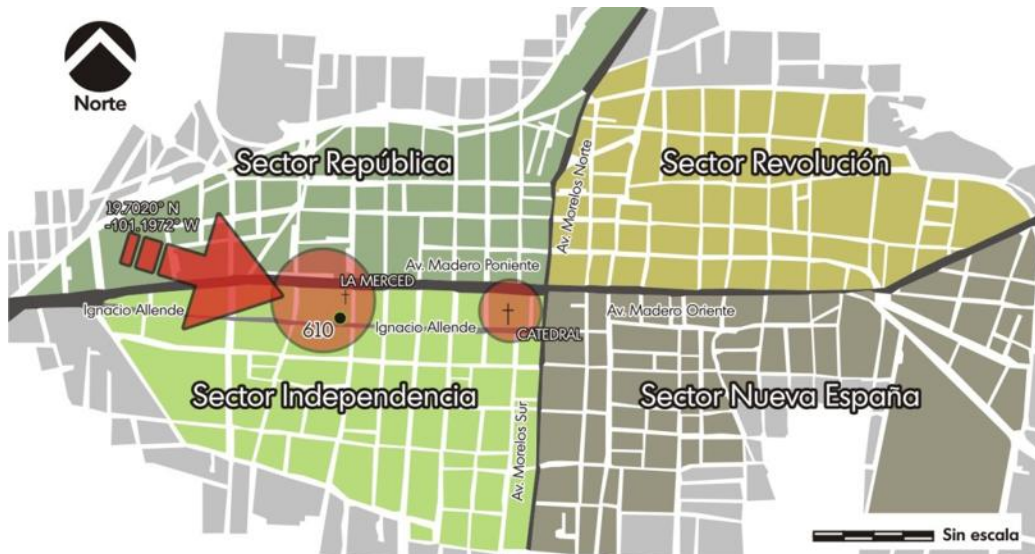 Norte
Sector República
Sector Revolución
19.7020° N
-101.1972° W
Av. Morelos Norte
Av. Madero Poniente
LA MERCED
Ignacio Allende
610
Ignacio Allende
CATEDRAL
Av. Madero Oriente
Sector Independencia
Sector Nueva España
Av. Morelos Sur
Sin escala